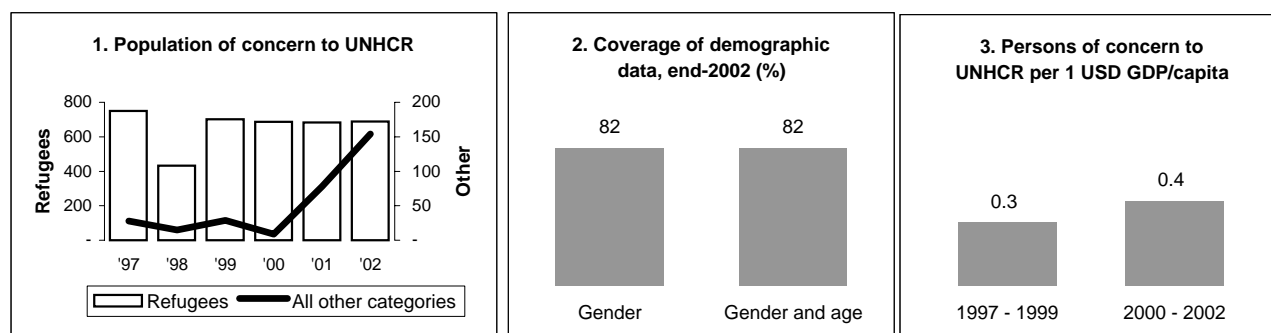 1. Population of concern to UNHCR
800
600
400
200
-
Refugees
200
150
100
50
-
Other
'97 '98 '99 '00 '01 '02
Refugees All other categories
2. Coverage of demographic
data, end-2002 (%)
82 82
Gender Gender and age
3. Persons of concern to
UNHCR per 1 USD GDP/capita
0.3 0.4
1997 - 1999 2000 - 2002